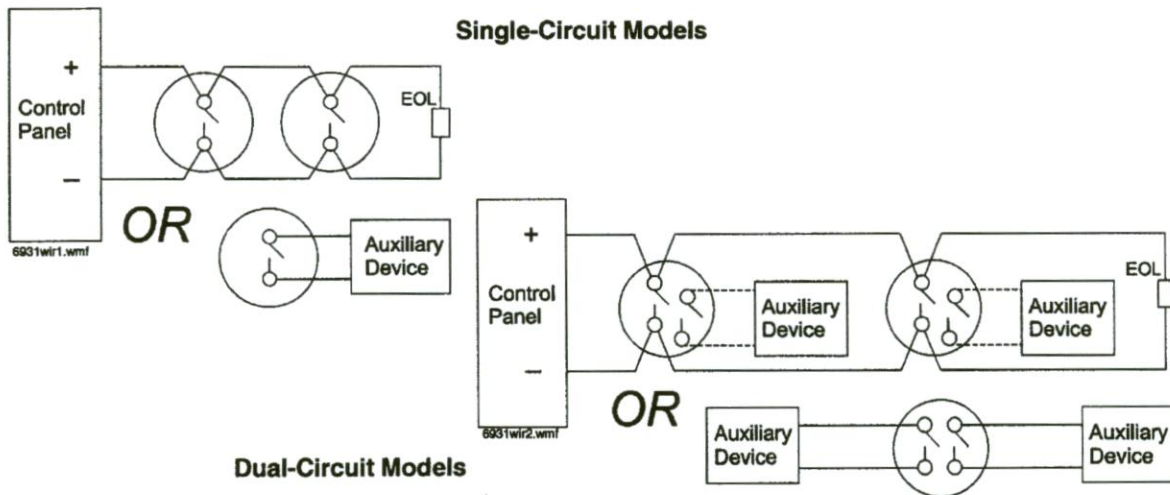 Single-Circuit Models
+
Control
Panel
−
EOL
6931wir1.wmf
OR
Auxiliary
Device
+
Control
Panel
−
Auxiliary
Device
Auxiliary
Device
EOL
6931wir2.wmf
OR
Auxiliary
Device
Auxiliary
Device
Dual-Circuit Models